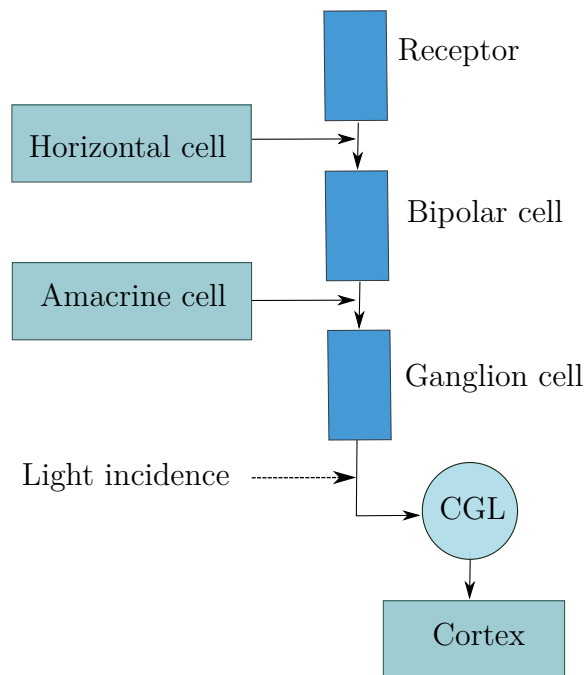 Receptor
Horizontal cell
Bipolar cell
Amacrine cell
Ganglion cell
Light incidence
CGL
Cortex